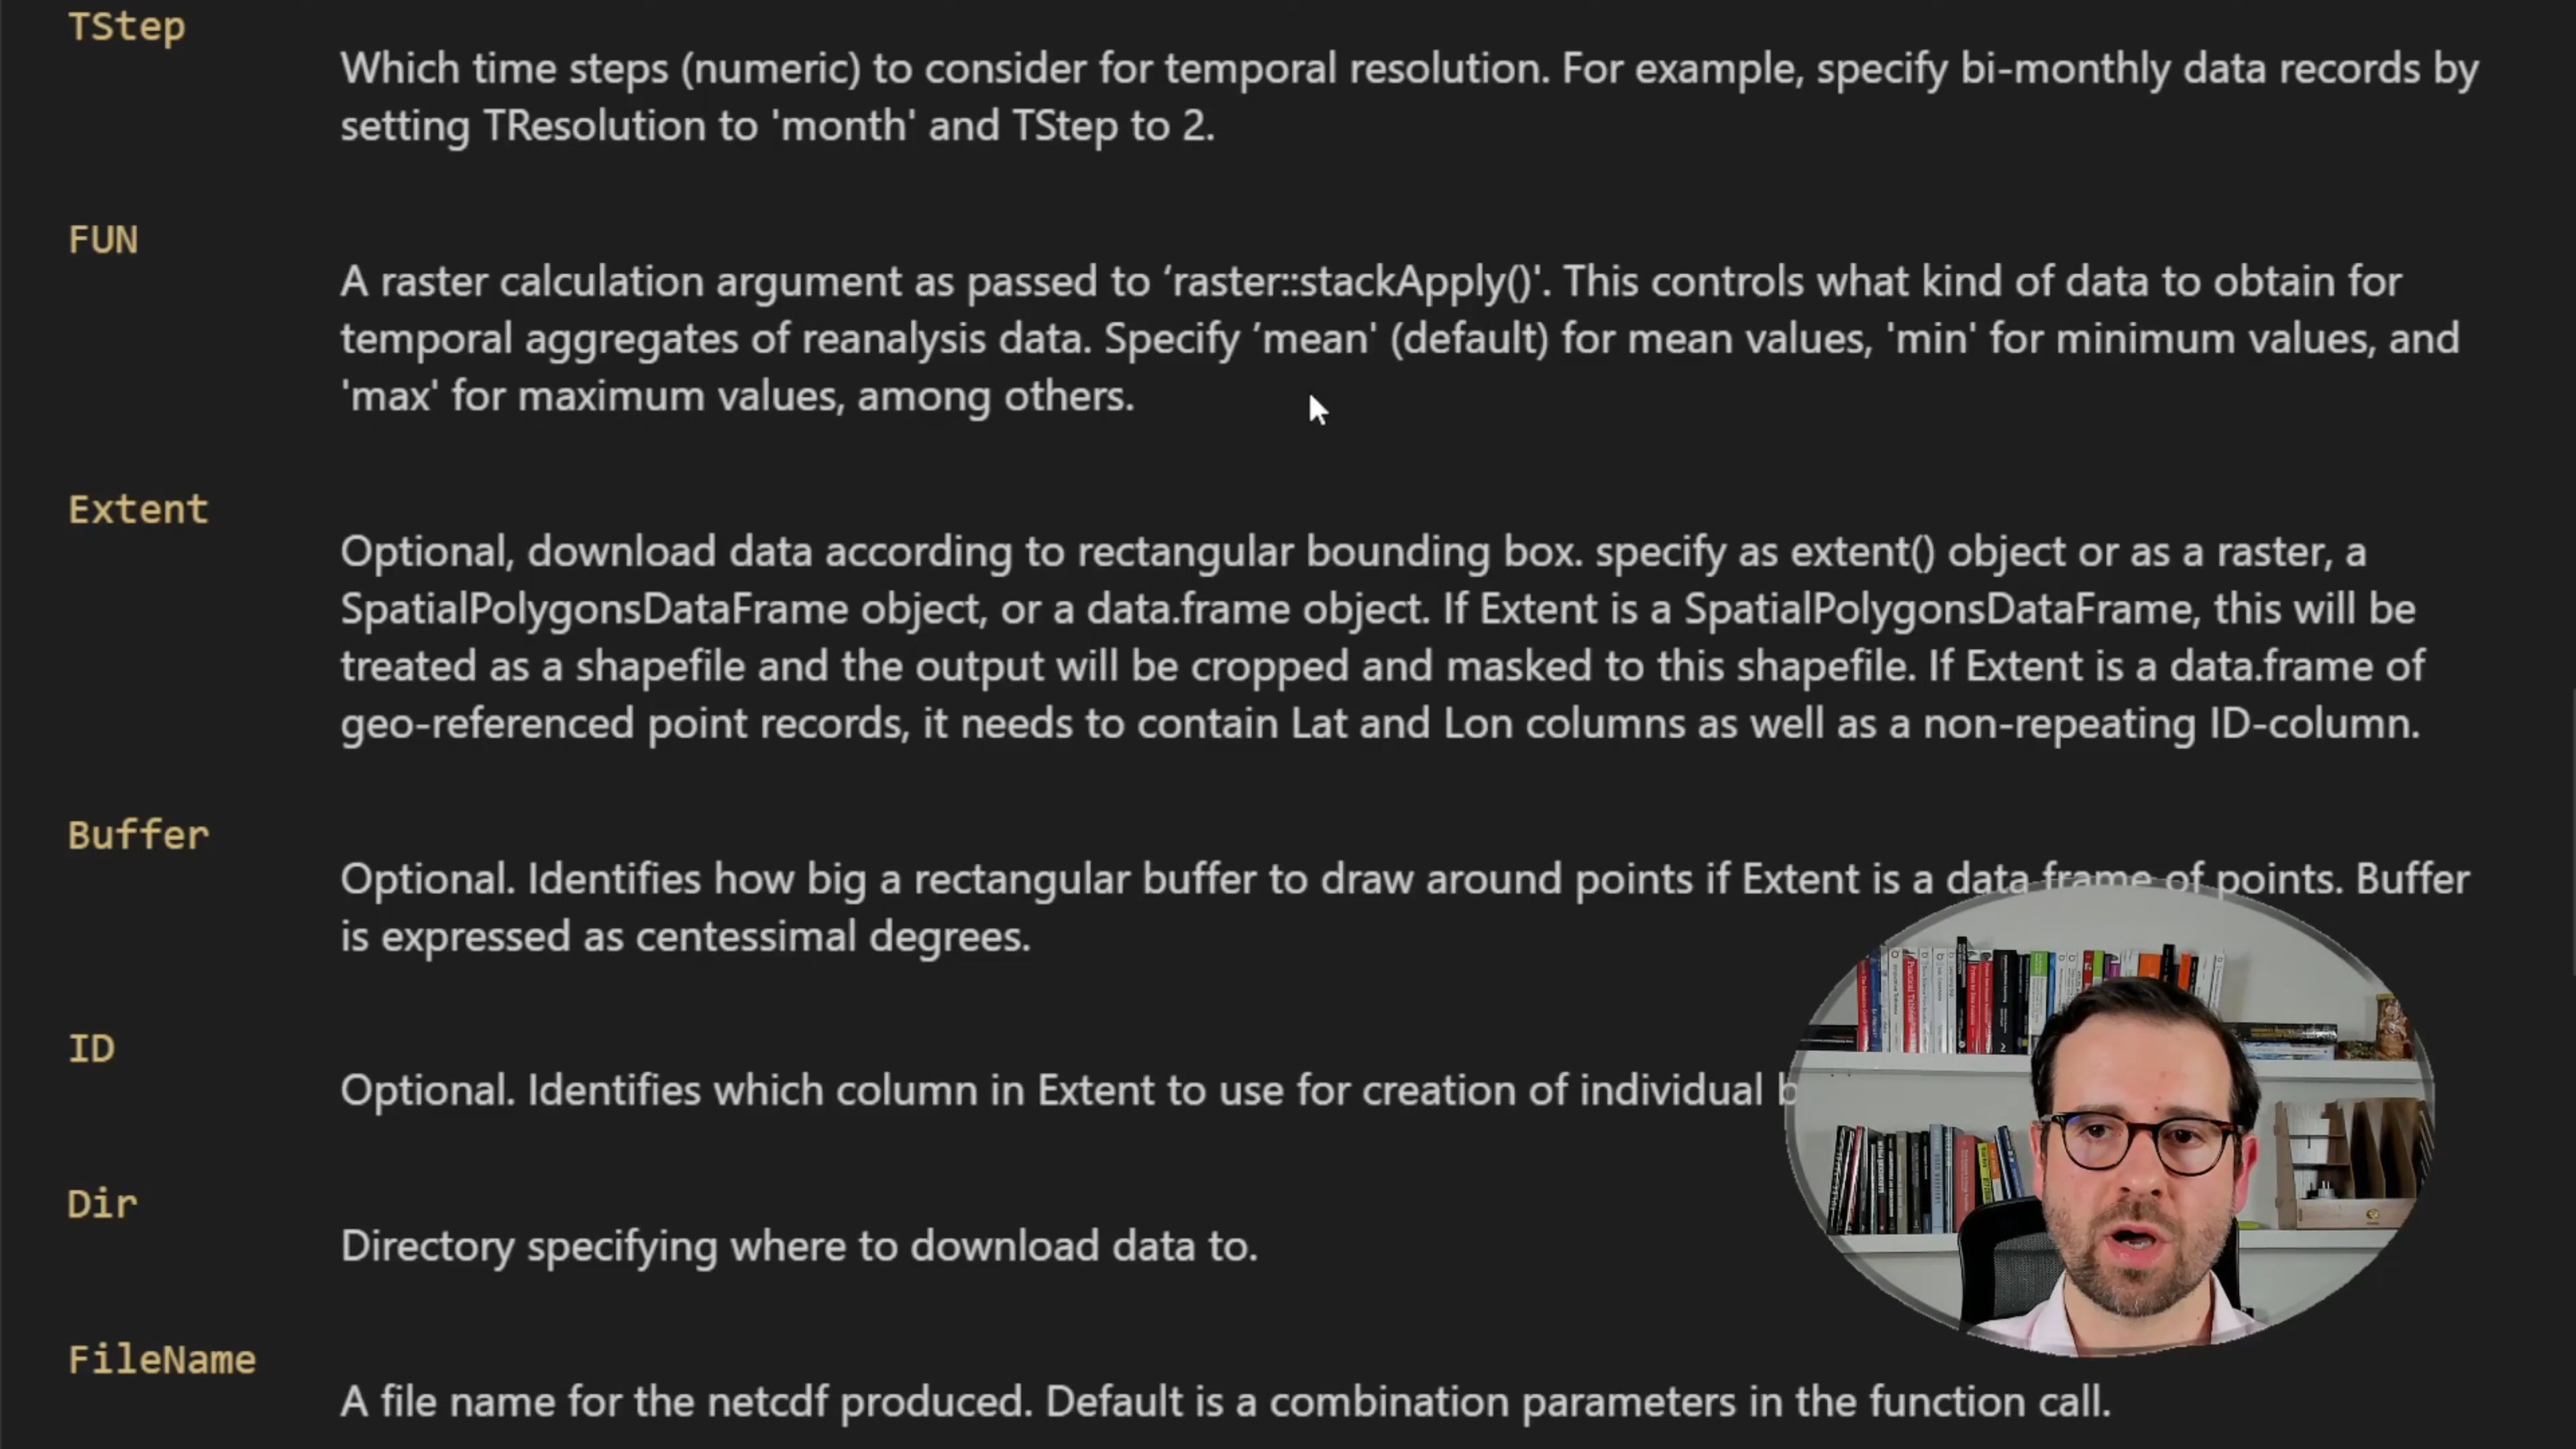 TStep
Which time steps (numeric) to consider for temporal resolution. For example, specify bi-monthly data records by
setting TResolution to 'month' and TStep to 2.
FUN
A raster calculation argument as passed to ‘raster::stackApply()'. This controls what kind of data to obtain for
temporal aggregates of reanalysis data. Specify ’mean' (default) for mean values, 'min' for minimum values, and
'max' for maximum values, among others.
Extent
Optional, download data according to rectangular bounding box. specify as extent() object or as a raster, a
SpatialPolygonsDataFrame object, or a data.frame object. If Extent is a SpatialPolygonsDataFrame, this will be
treated as a shapefile and the output will be cropped and masked to this shapefile. If Extent is a data.frame of
geo-referenced point records, it needs to contain Lat and Lon columns as well as a non-repeating ID-column.
Buffer
Optional. Identifies how big a rectangular buffer to draw around points if Extent is a data frame of points. Buffer
is expressed as centessimal degrees.
ID
Optional. Identifies which column in Extent to use for creation of individual
Dir
Directory specifying where to download data to.
FileName
A file name for the netcdf produced. Default is a combination parameters in the function call.